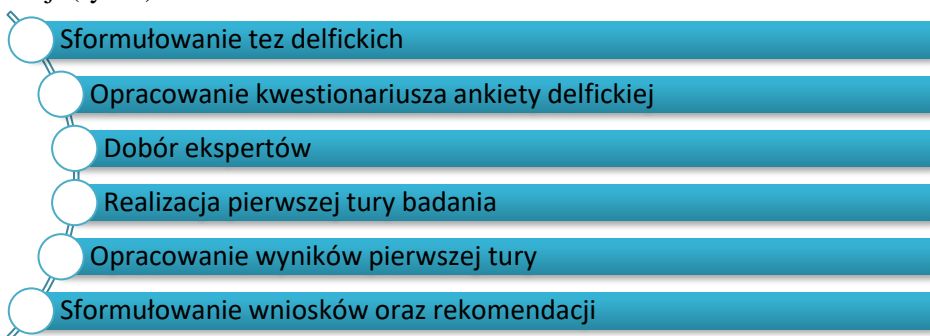 Sformułowanie tez delfickich
Opracowanie kwestionariusza ankiety delfickiej
Dobór ekspertów
Realizacja pierwszej tury badania
Opracowanie wyników pierwszej tury
Sformułowanie wniosków oraz rekomendacji